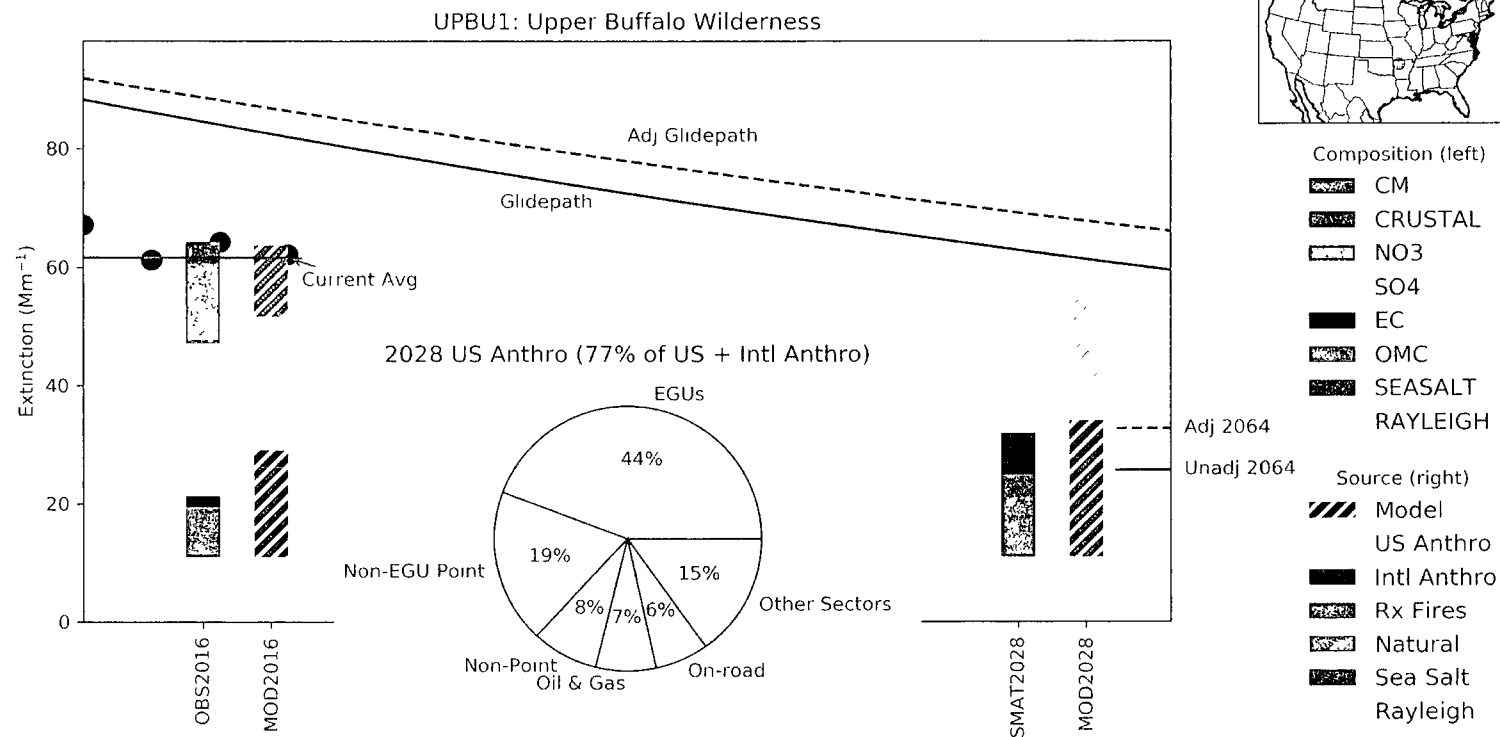 UPBU1: Upper Buffalo Wilderness
Extinction (Mm⁻¹)
80
60
40
20
0
Adj Glidepath
Glidepath
Current Avg
2028 US Anthro (77% of US + Intl Anthro)
EGUs
44%
19%
Non-EGU Point
8%
7%
6%
15%
Other Sectors
Non-Point
Oil & Gas
On-road
OBS2016
MOD2016
SMAT2028
MOD2028
Adj 2064
Unadj 2064
Composition (left)
CM
CRUSTAL
NO3
SO4
EC
OMC
SEASALT
RAYLEIGH
Source (right)
Model
US Anthro
Intl Anthro
Rx Fires
Natural
Sea Salt
Rayleigh